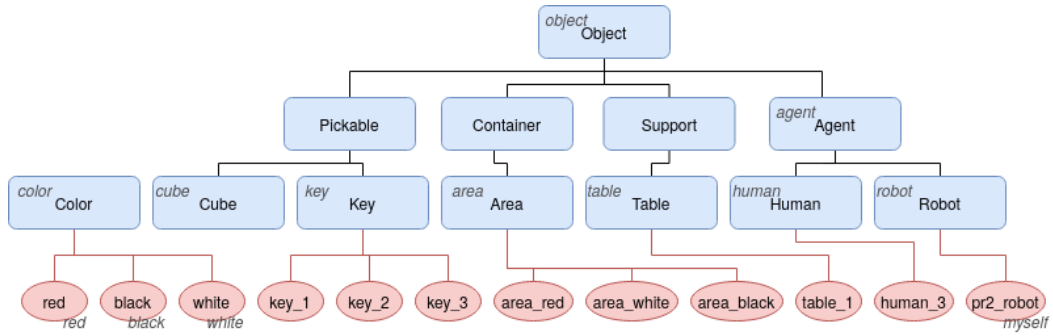 object
Object
Pickable
Container
Support
agent
Agent
color
Color
cube
Cube
key
Key
area
Area
table
Table
human
Human
robot
Robot
red
red
black
black
white
white
key_1
key_2
key_3
area_red
area_white
area_black
table_1
human_3
pr2_robot
myself